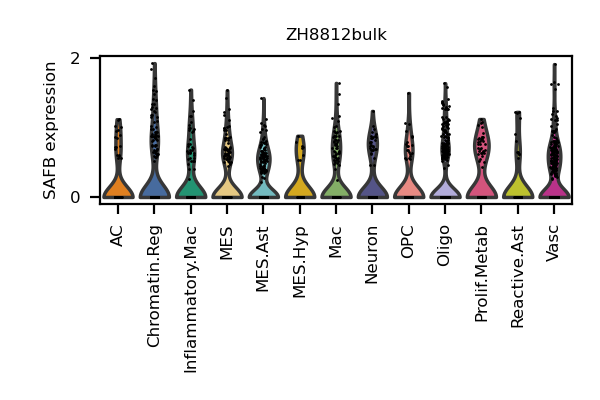 ZH8812bulk
SAFB expression
2
0
AC
Chromatin.Reg
Inflammatory.Mac
MES
MES.Ast
MES.Hyp
Mac
Neuron
OPC
Oligo
Prolif.Metab
Reactive.Ast
Vasc